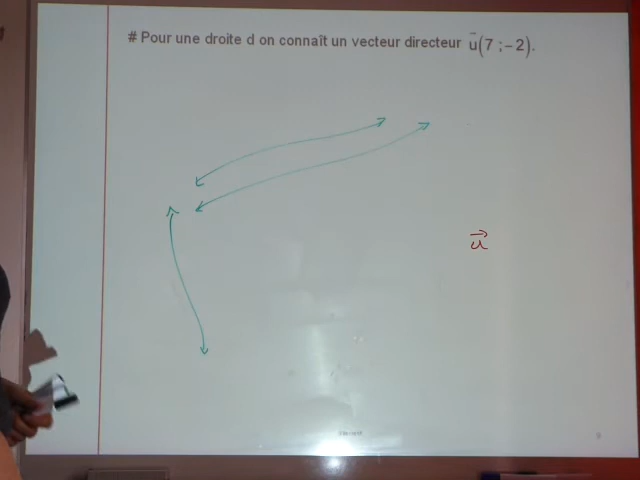 # Pour une droite d on connaît un vecteur directeur u⃗(7 ;−2).
u⃗